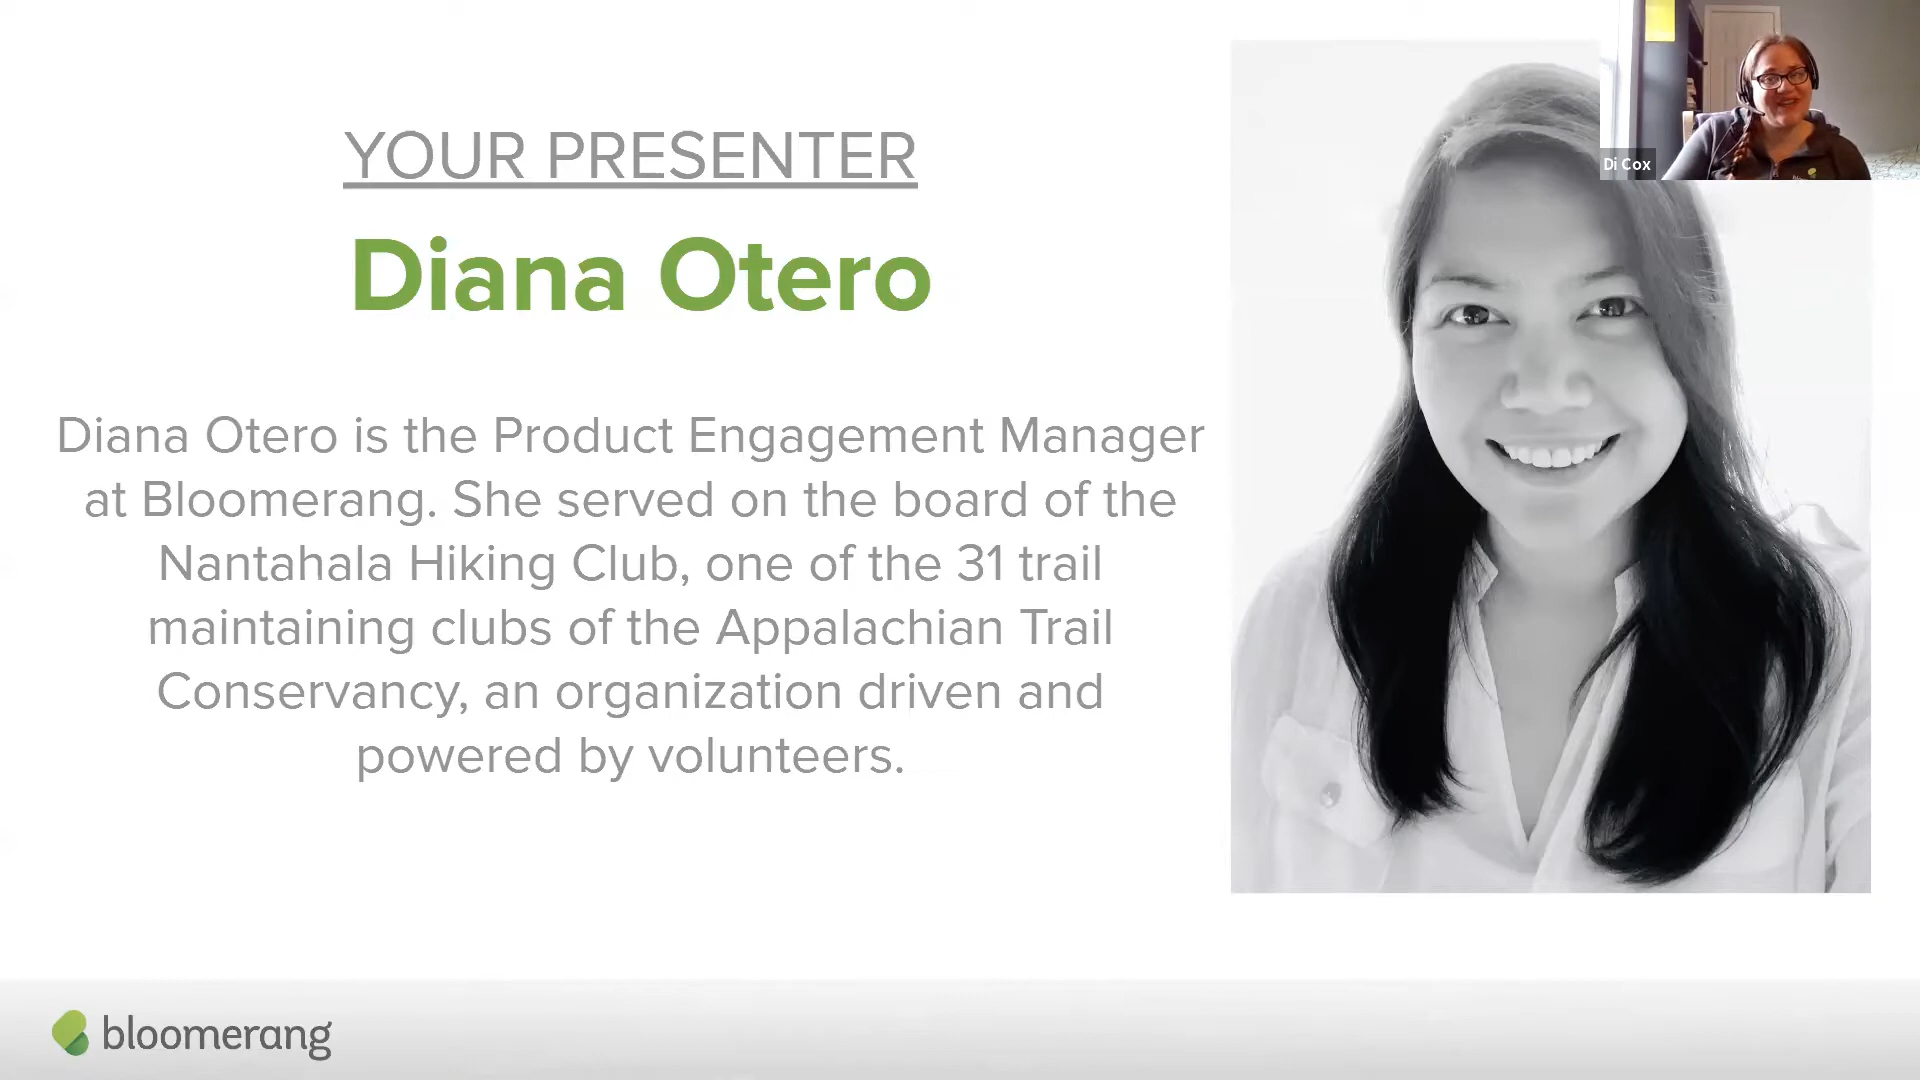 YOUR PRESENTER
Diana Otero
Diana Otero is the Product Engagement Manager
at Bloomerang. She served on the board of the
Nantahala Hiking Club, one of the 31 trail
maintaining clubs of the Appalachian Trail
Conservancy, an organization driven and
powered by volunteers.
Di Cox
bloomerang